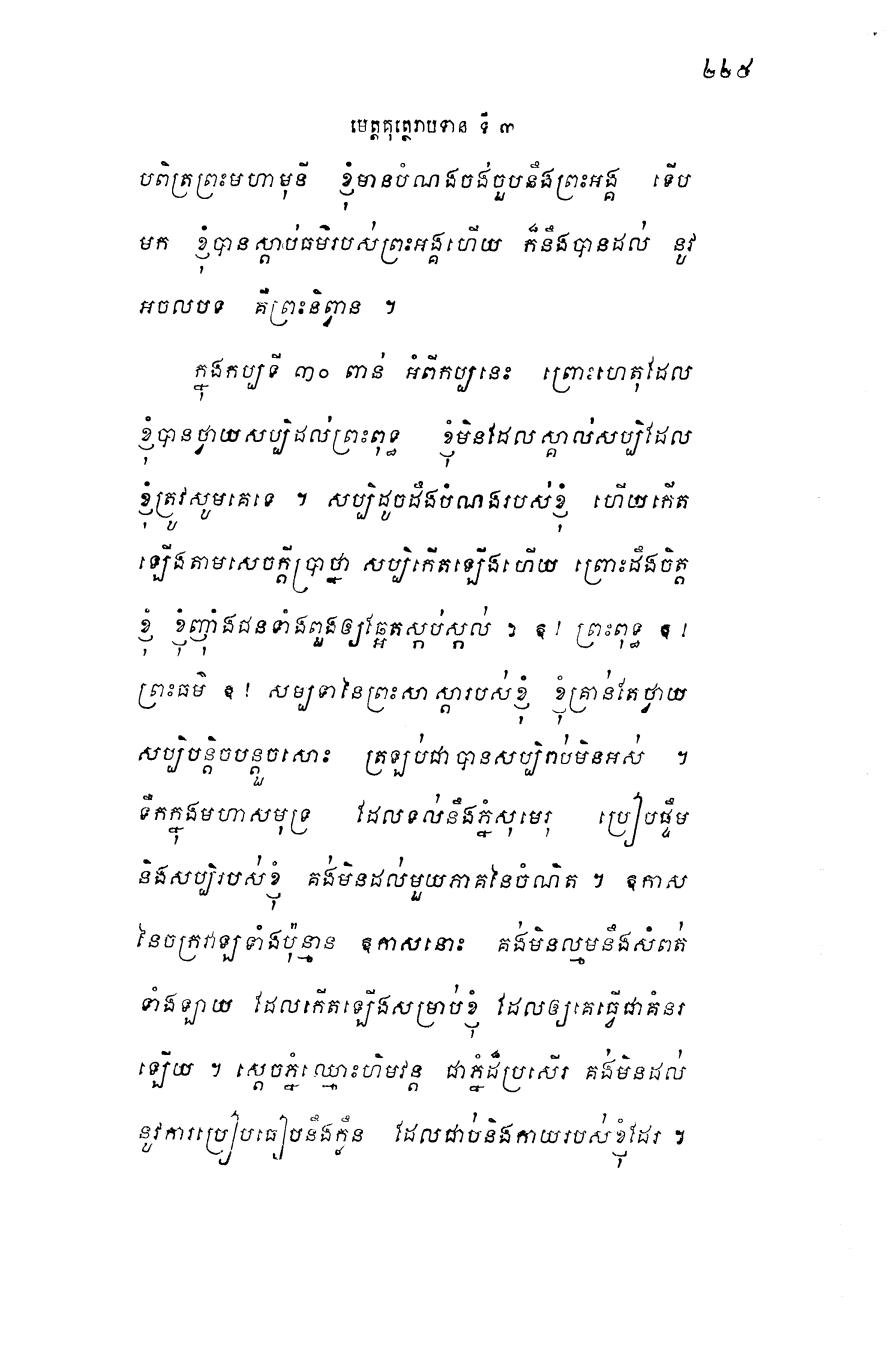 ២២៥
មេត្តគុត្ថេរាបទាន ទី ៣
បពិត្រព្រះមហាមុនី ខ្ញុំមានបំណងចង់ចួបនឹងព្រះអង្គ ទើប
មក ខ្ញុំបានស្តាប់ធម៌របស់ព្រះអង្គហើយ ក៏នឹងបានដល់ នូវ
អចលបទ គឺព្រះនិព្វាន ។
ក្នុងកប្បទី ៣០ ពាន់ អំពីកប្បនេះ ព្រោះហេតុដែល
ខ្ញុំបានថ្វាយសប្បិដល់ព្រះពុទ្ធ ខ្ញុំមិនដែលស្គាល់សប្បិដែល
ខ្ញុំត្រូវសូមគេទេ ។ សប្បិដូចដឹងបំណងរបស់ខ្ញុំ ហើយកើត
ឡើងតាមសេចក្តីប្រាថ្នា សប្បិកើតឡើងហើយ ព្រោះដឹងចិត្ត
ខ្ញុំ ខ្ញុំញ៉ាំងជនទាំងពួងឲ្យឆ្អែតស្កប់ស្កល់ ។ ឱ! ព្រះពុទ្ធ ឱ!
ព្រះធម៌ ឱ! សម្បទានៃព្រះសាស្តារបស់ខ្ញុំ ខ្ញុំគ្រាន់តែថ្វាយ
សប្បិបន្តិចបន្តួចសោះ ត្រឡប់ជាបានសប្បិរាប់មិនអស់ ។
ទឹកក្នុងមហាសមុទ្រ ដែលទល់នឹងភ្នំសុមេរុ ប្រៀបផ្ទឹម
និងសប្បិរបស់ខ្ញុំ គង់មិនដល់មួយភាគនៃចំណិត ។ ឱកាស
នៃចក្រវាឡទាំងប៉ុន្មាន ឱកាសនោះ គង់មិនល្មមនឹងសំពត់
ទាំងឡាយ ដែលកើតឡើងសម្រាប់ខ្ញុំ ដែលឲ្យគេធ្វើជាគំនរ
ឡើយ ។ ស្តេចភ្នំឈ្មោះហិមវន្ត ជាភ្នំដ៏ប្រសើរ គង់មិនដល់
នូវការប្រៀបធៀបនឹងក្លិន ដែលជាប់និងកាយរបស់ខ្ញុំដែរ ។